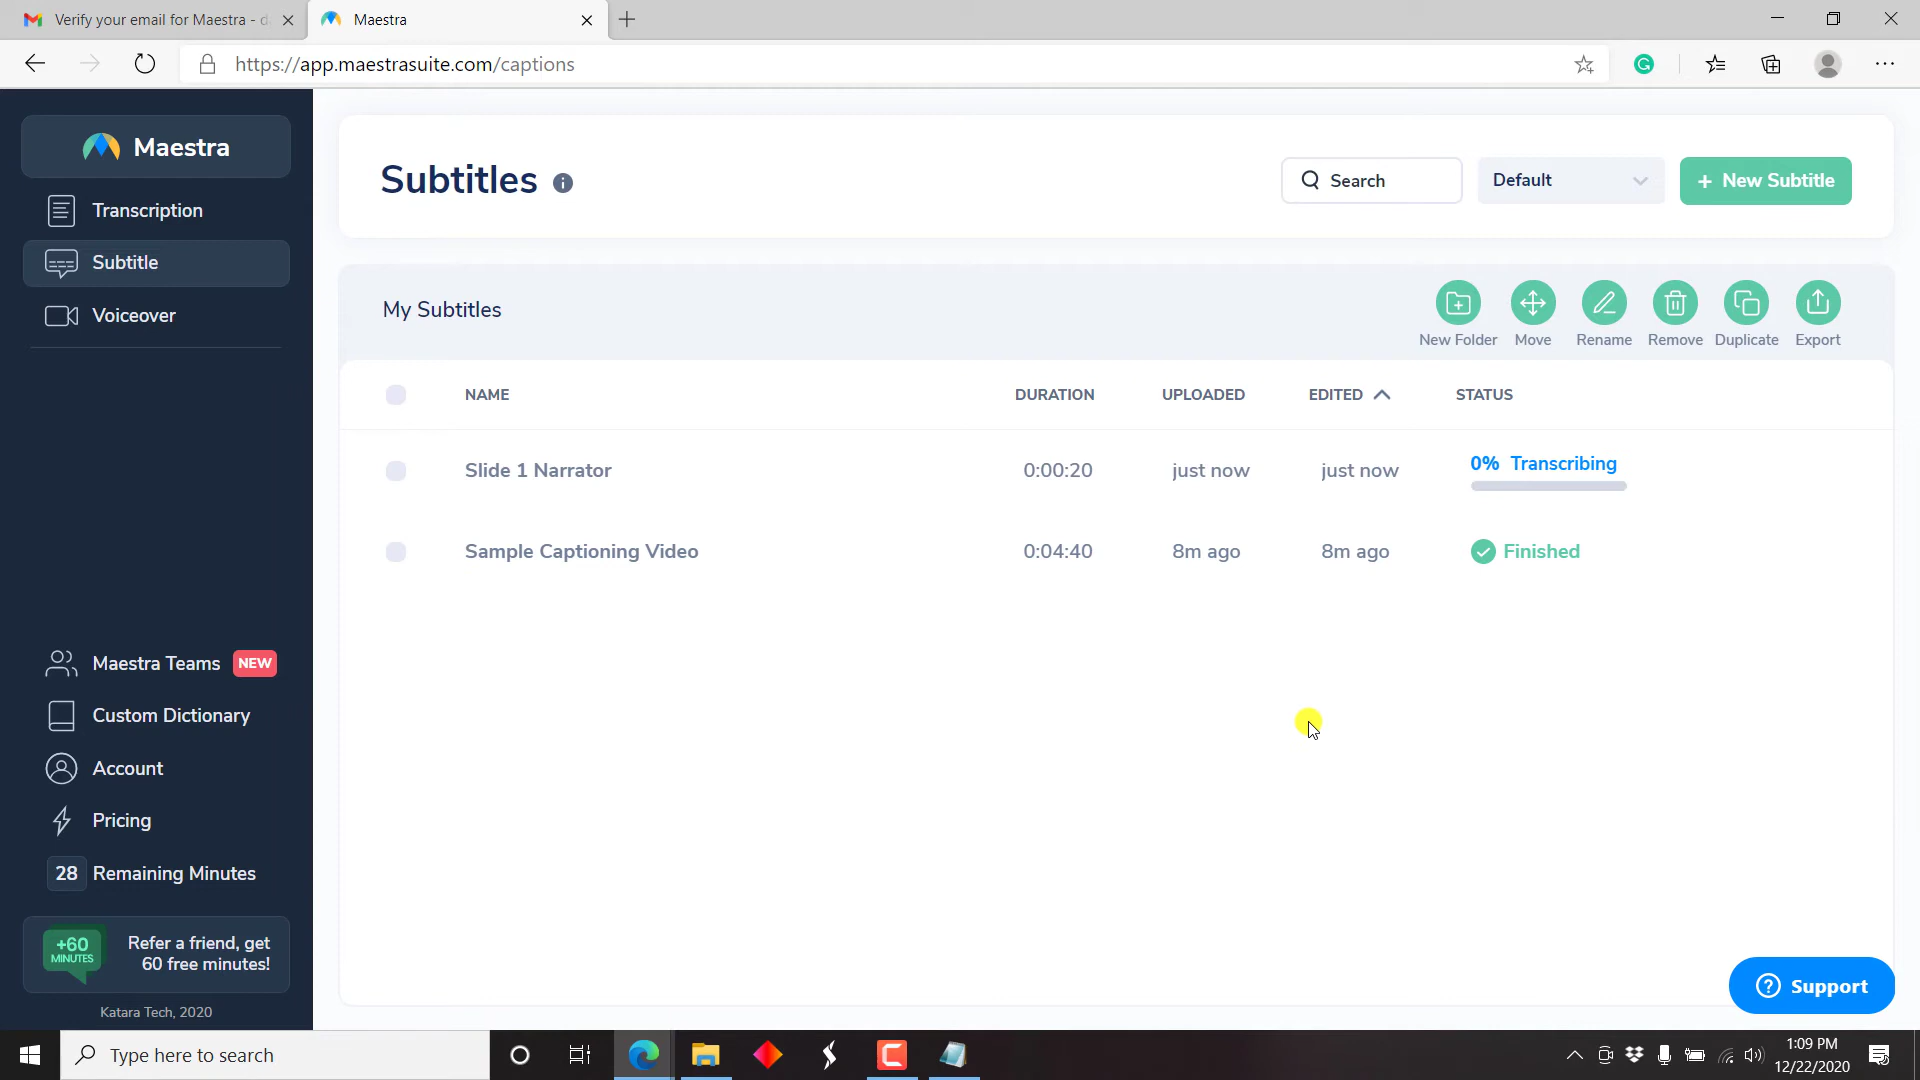 Verify your email for Maestra - d
Maestra
https://app.maestrasuite.com/captions
Maestra
Transcription
Subtitle
Voiceover
Maestra Teams NEW
Custom Dictionary
Account
Pricing
28 Remaining Minutes
+60
MINUTES
Refer a friend, get
60 free minutes!
Katara Tech, 2020
Subtitles
Search
Default
+ New Subtitle
My Subtitles
New Folder Move Rename Remove Duplicate Export
NAME DURATION UPLOADED EDITED STATUS
Slide 1 Narrator 0:00:20 just now just now 0% Transcribing
Sample Captioning Video 0:04:40 8m ago 8m ago Finished
Support
Type here to search
1:09 PM
12/22/2020